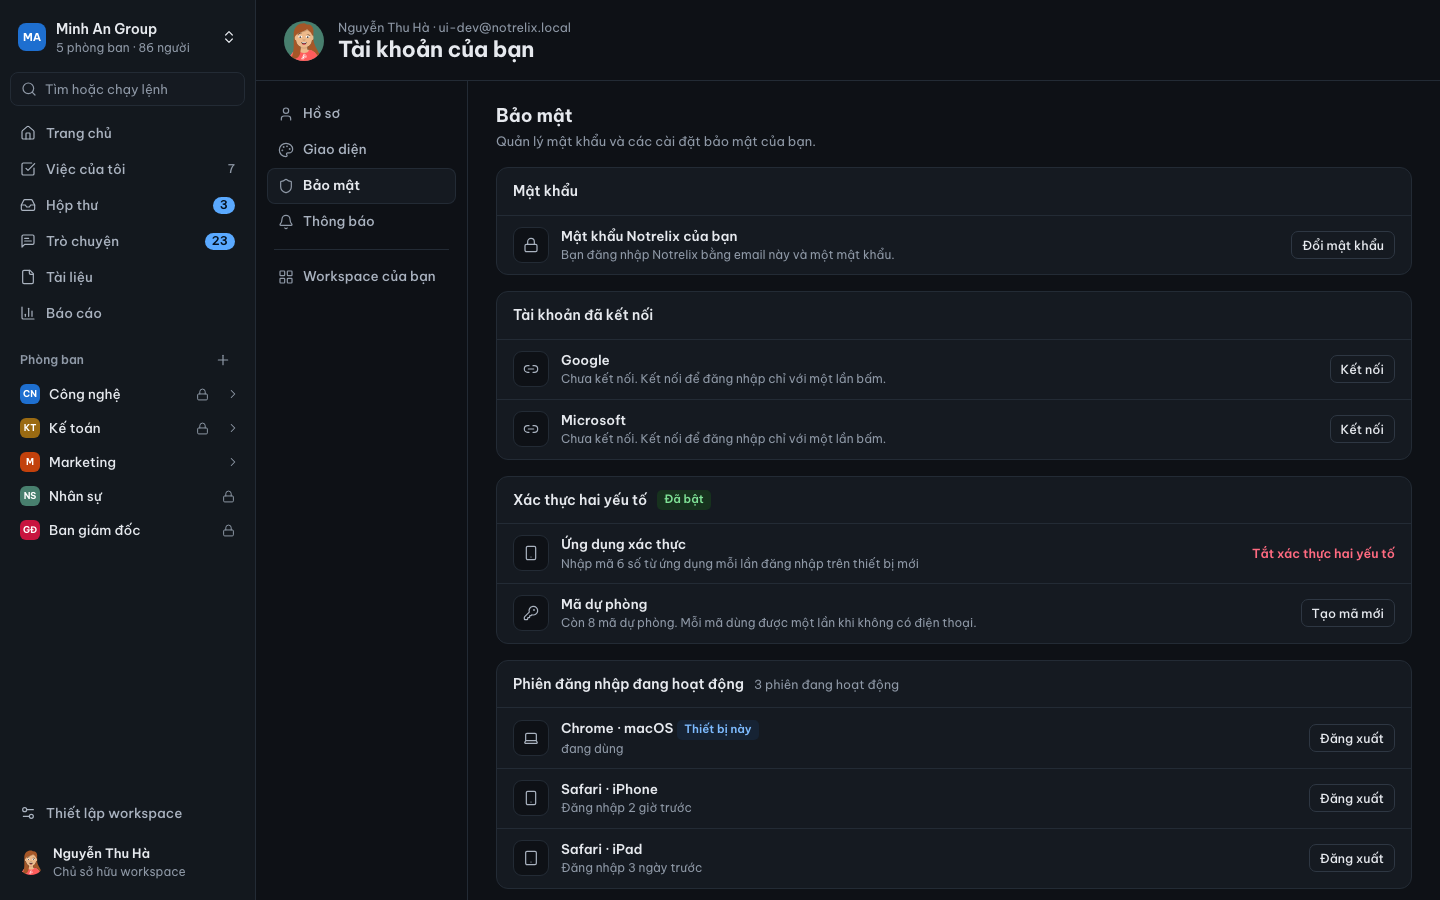 MA
Minh An Group
5 phòng ban · 86 người
Tìm hoặc chạy lệnh
Trang chủ
Việc của tôi 7
Hộp thư 3
Trò chuyện 23
Tài liệu
Báo cáo
Phòng ban
CN Công nghệ
KT Kế toán
M Marketing
NS Nhân sự
GĐ Ban giám đốc
Thiết lập workspace
Nguyễn Thu Hà
Chủ sở hữu workspace
Nguyễn Thu Hà · ui-dev@notrelix.local
Tài khoản của bạn
Hồ sơ
Giao diện
Bảo mật
Thông báo
Workspace của bạn
Bảo mật
Quản lý mật khẩu và các cài đặt bảo mật của bạn.
Mật khẩu
Mật khẩu Notrelix của bạn
Bạn đăng nhập Notrelix bằng email này và một mật khẩu.
Đổi mật khẩu
Tài khoản đã kết nối
Google
Chưa kết nối. Kết nối để đăng nhập chỉ với một lần bấm.
Kết nối
Microsoft
Chưa kết nối. Kết nối để đăng nhập chỉ với một lần bấm.
Kết nối
Xác thực hai yếu tố Đã bật
Ứng dụng xác thực
Nhập mã 6 số từ ứng dụng mỗi lần đăng nhập trên thiết bị mới
Tắt xác thực hai yếu tố
Mã dự phòng
Còn 8 mã dự phòng. Mỗi mã dùng được một lần khi không có điện thoại.
Tạo mã mới
Phiên đăng nhập đang hoạt động 3 phiên đang hoạt động
Chrome · macOS Thiết bị này
đang dùng
Đăng xuất
Safari · iPhone
Đăng nhập 2 giờ trước
Đăng xuất
Safari · iPad
Đăng nhập 3 ngày trước
Đăng xuất